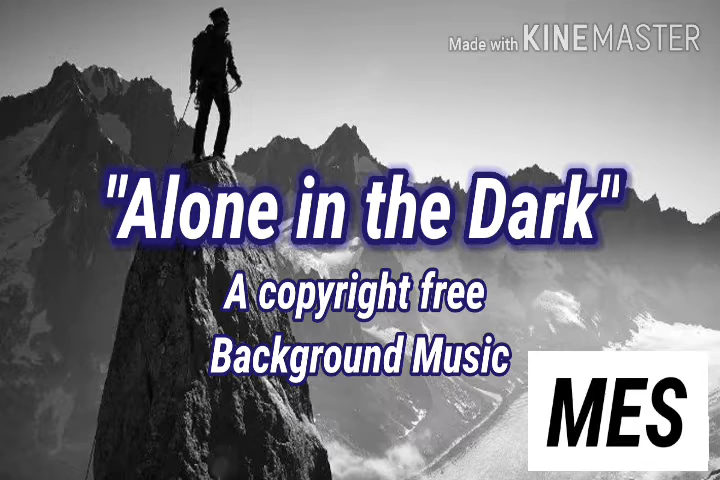 Made with KINEMASTER
"Alone in the Dark"
A copyright free
Background Music
MES